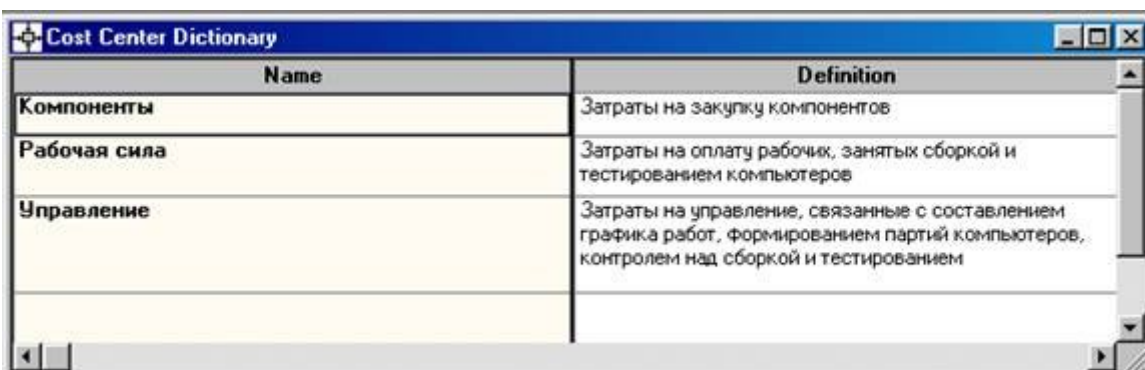 Cost Center Dictionary
Name Definition
Компоненты Затраты на закупку компонентов
Рабочая сила Затраты на оплату рабочих, занятых сборкой и
тестированием компьютеров
Управление Затраты на управление, связанные с составлением
графика работ, формированием партий компьютеров,
контролем над сборкой и тестированием